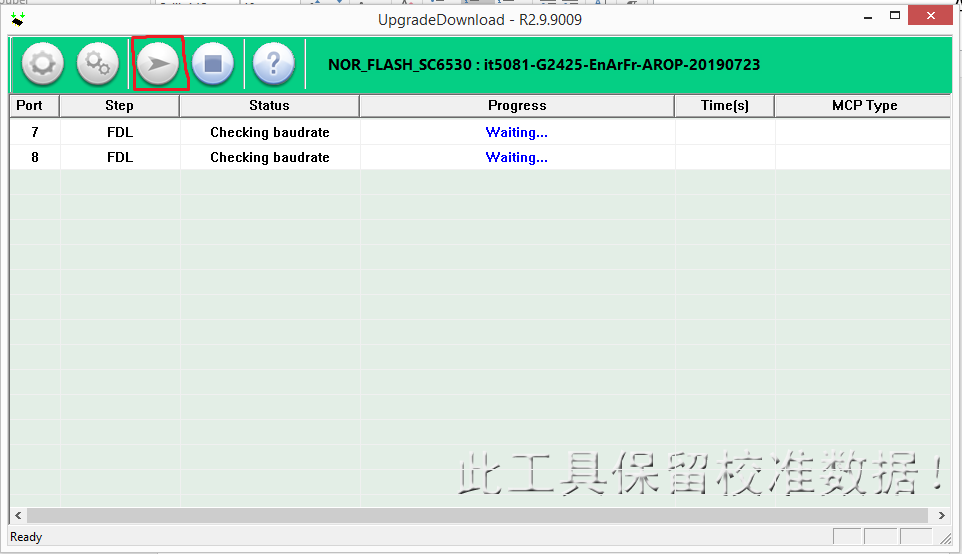 UpgradeDownload - R2.9.9009
NOR_FLASH_SC6530 : it5081-G2425-EnArFr-AROP-20190723
Port Step Status Progress Time(s) MCP Type
7 FDL Checking baudrate Waiting...
8 FDL Checking baudrate Waiting...
此工具保留校准数据！
Ready